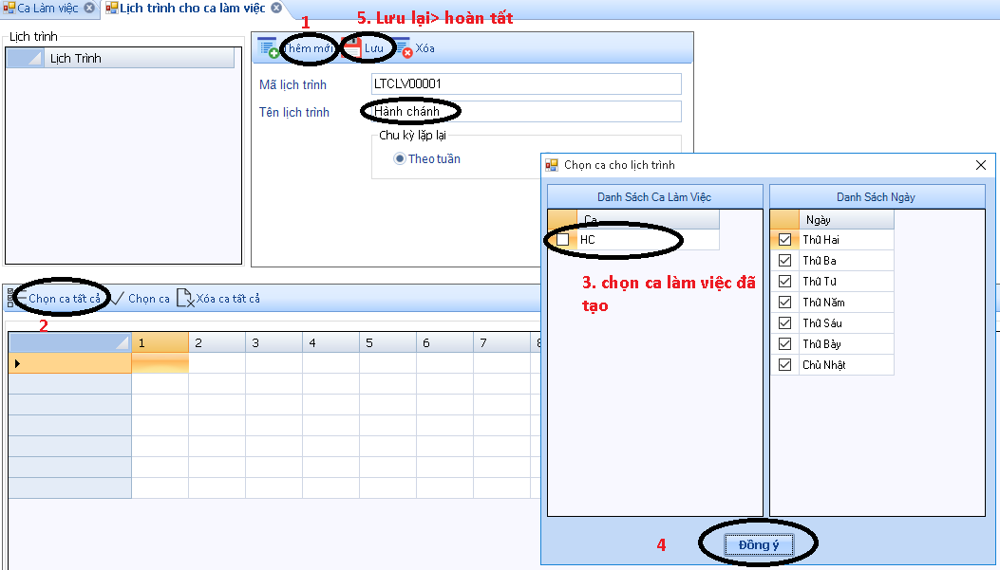 Ca Làm việc
Lịch trình cho ca làm việc
1
5. Lưu lại> hoàn tất
Lịch trình
Lịch Trình
Thêm mới
Lưu
Xóa
Mã lịch trình
LTCLV00001
Tên lịch trình
Hành chánh
Chu kỳ lặp lại
Theo tuần
Chọn ca cho lịch trình
Danh Sách Ca Làm Việc
Danh Sách Ngày
Ca
Ngày
HC
Thứ Hai
Thứ Ba
Thứ Tư
Thứ Năm
Thứ Sáu
Thứ Bảy
Chủ Nhật
3. chọn ca làm việc đã
tạo
Chọn ca tất cả
Chọn ca
Xóa ca tất cả
2
1 2 3 4 5 6 7 8
4
Đồng ý